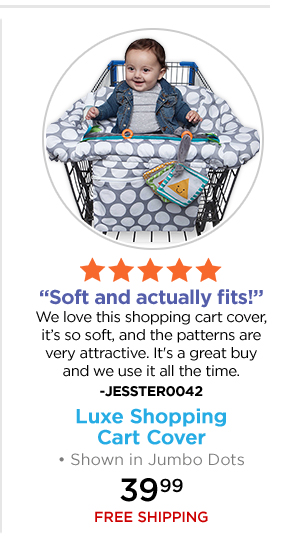 “Soft and actually fits!”
We love this shopping cart cover,
it's so soft, and the patterns are
very attractive. It's a great buy
and we use it all the time.
-JESSTER0042
Luxe Shopping
Cart Cover
• Shown in Jumbo Dots
39⁹⁹
FREE SHIPPING